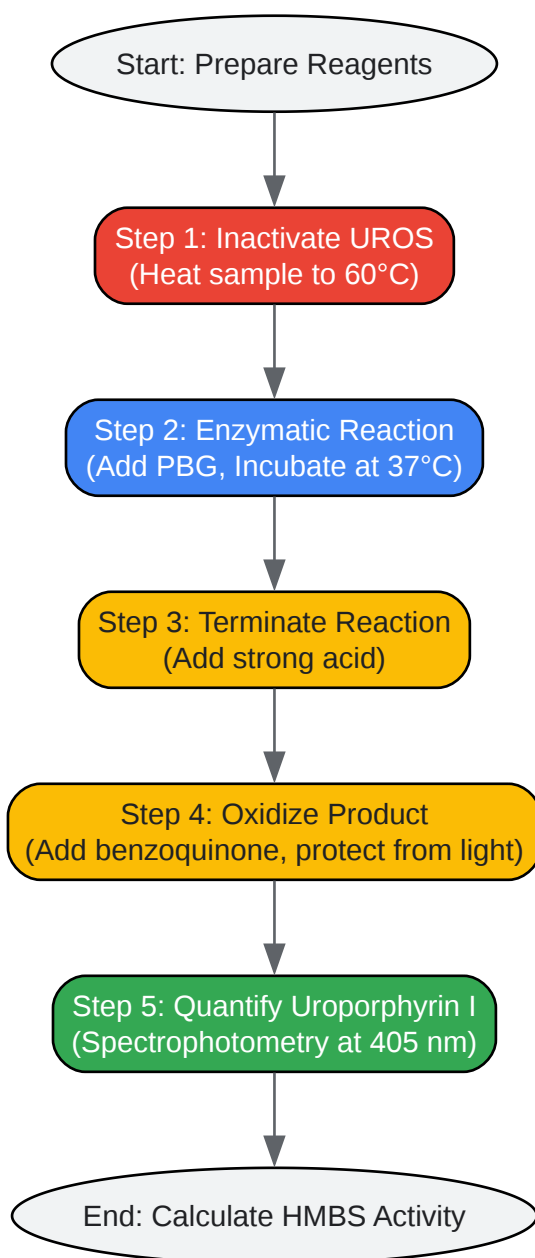 Start: Prepare Reagents
Step 1: Inactivate UROS
(Heat sample to 60°C)
Step 2: Enzymatic Reaction
(Add PBG, Incubate at 37°C)
Step 3: Terminate Reaction
(Add strong acid)
Step 4: Oxidize Product
(Add benzoquinone, protect from light)
Step 5: Quantify Uroporphyrin I
(Spectrophotometry at 405 nm)
End: Calculate HMBS Activity